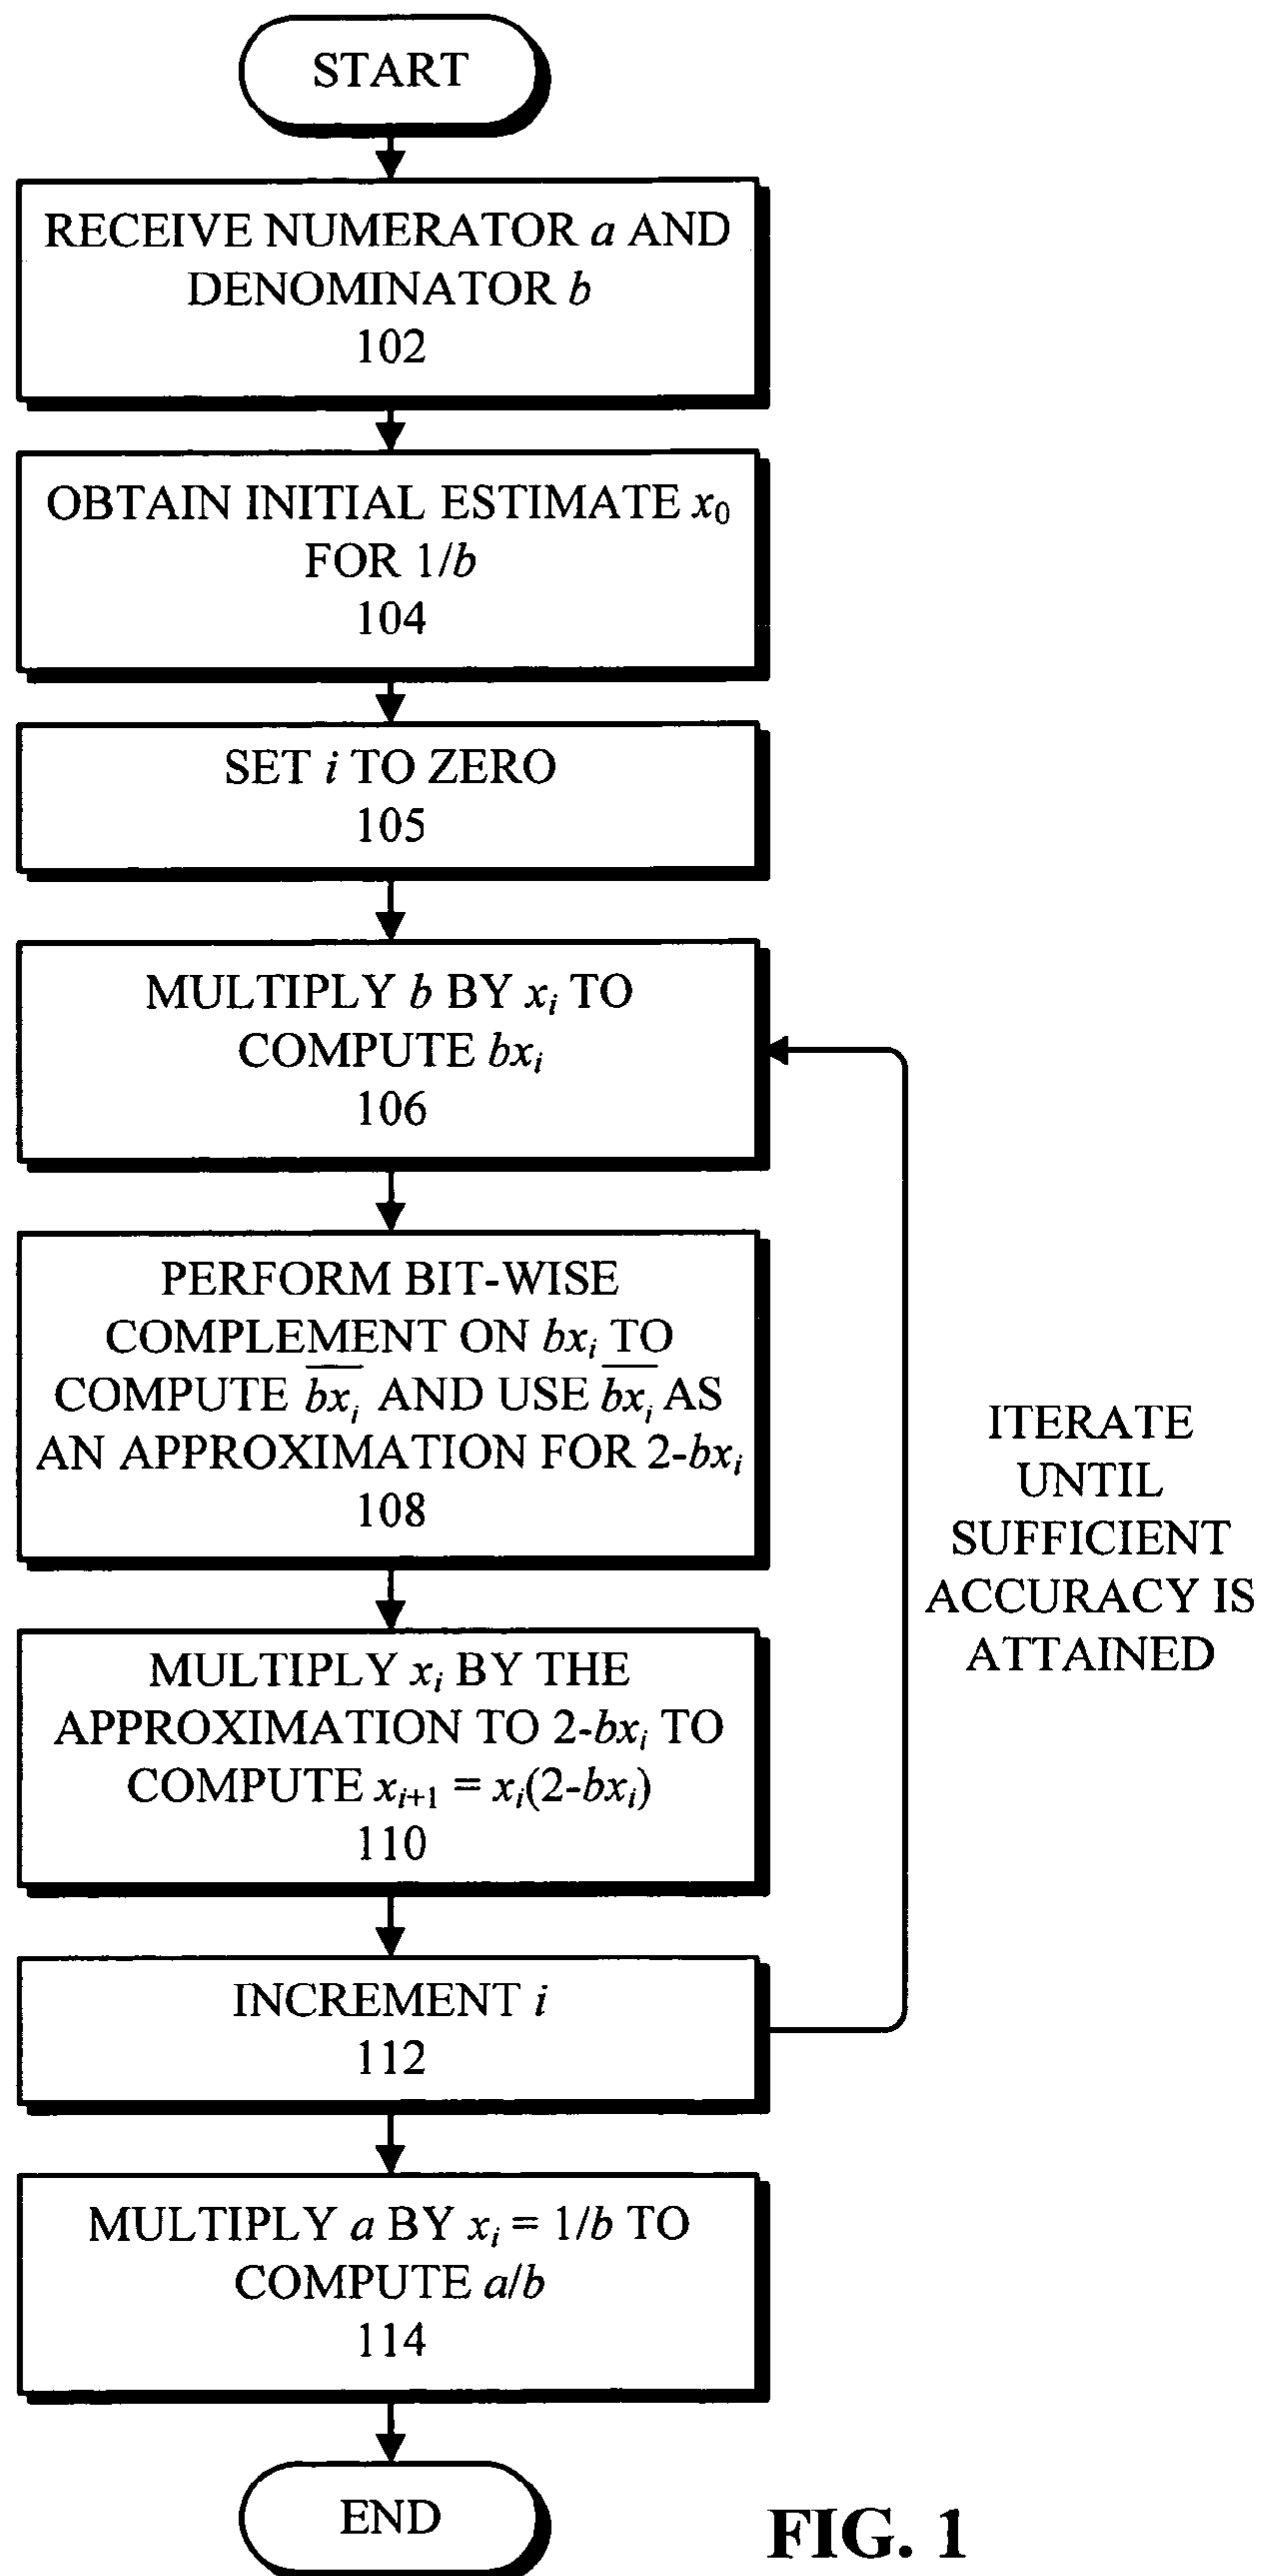 START
RECEIVE NUMERATOR a AND
DENOMINATOR b
102
OBTAIN INITIAL ESTIMATE x₀
FOR 1/b
104
SET i TO ZERO
105
MULTIPLY b BY xᵢ TO
COMPUTE bxᵢ
106
PERFORM BIT-WISE
COMPLEMENT ON bxᵢ TO
COMPUTE b̅x̅ᵢ̅ AND USE b̅x̅ᵢ̅ AS
AN APPROXIMATION FOR 2-bxᵢ
108
MULTIPLY xᵢ BY THE
APPROXIMATION TO 2-bxᵢ TO
COMPUTE xᵢ₊₁ = xᵢ(2-bxᵢ)
110
INCREMENT i
112
ITERATE
UNTIL
SUFFICIENT
ACCURACY IS
ATTAINED
MULTIPLY a BY xᵢ = 1/b TO
COMPUTE a/b
114
END
FIG. 1